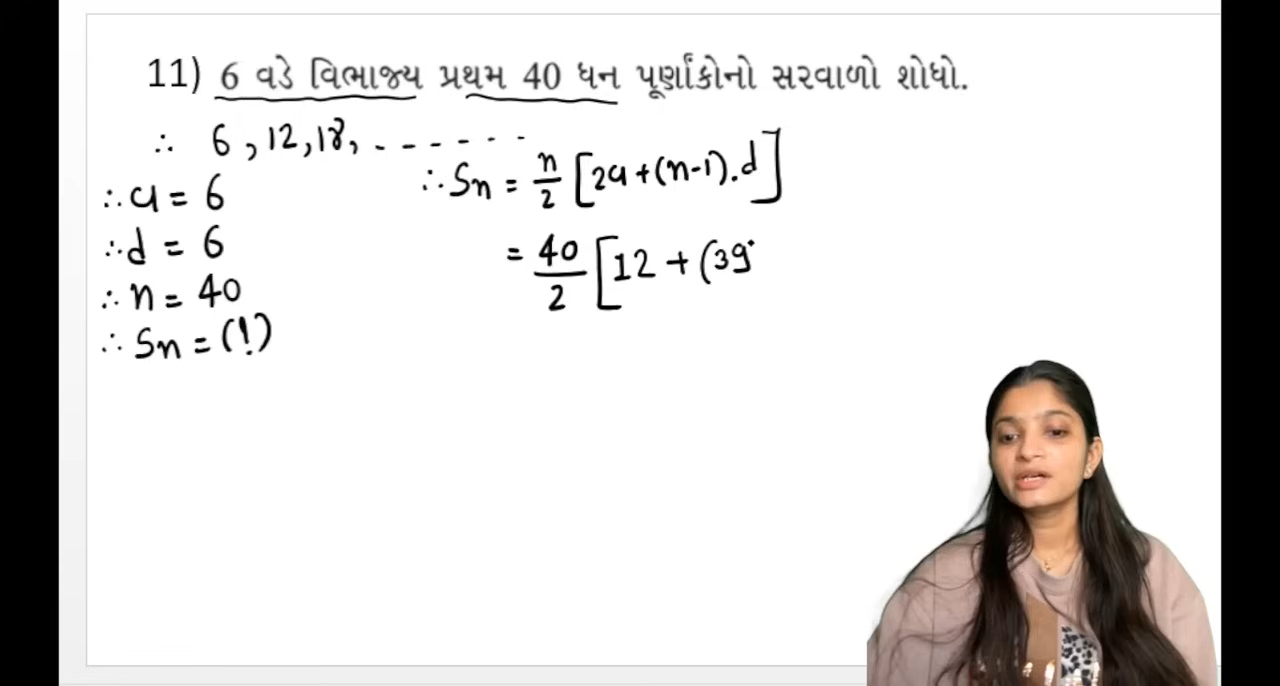 11) 6 વડે વિભાજ્ય પ્રથમ 40 ધન પૂર્ણાંકોનો સરવાળો શોધો.
∴ 6, 12, 18, - - - - - - -
∴ a = 6
∴ d = 6
∴ n = 40
∴ Sn = (!)
∴ Sn = n/2 [2a + (n-1).d]
= 40/2 [12 + (39